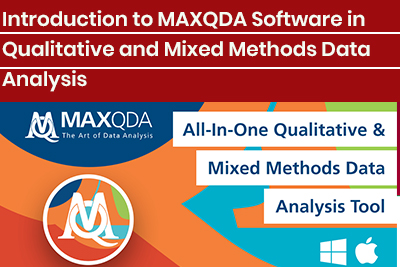 Introduction to MAXQDA Software in
Qualitative and Mixed Methods Data
Analysis
MAXQDA
The Art of Data Analysis
All-In-One Qualitative &
Mixed Methods Data
Analysis Tool